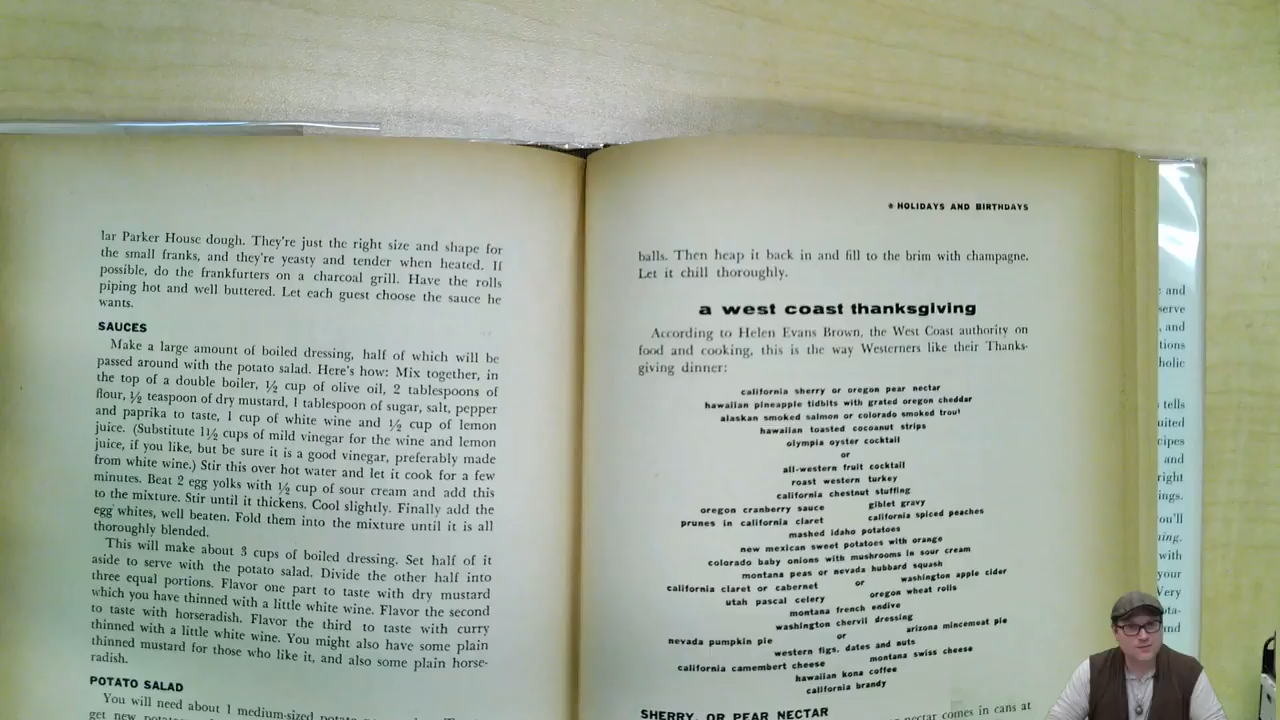 lar Parker House dough. They're just the right size and shape for
the small franks, and they're yeasty and tender when heated. If
possible, do the frankfurters on a charcoal grill. Have the rolls
piping hot and well buttered. Let each guest choose the sauce he
wants.
SAUCES
Make a large amount of boiled dressing, half of which will be
passed around with the potato salad. Here's how: Mix together, in
the top of a double boiler, ½ cup of olive oil, 2 tablespoons of
flour, ½ teaspoon of dry mustard, 1 tablespoon of sugar, salt, pepper
and paprika to taste, 1 cup of white wine and ½ cup of lemon
juice. (Substitute 1½ cups of mild vinegar for the wine and lemon
juice, if you like, but be sure it is a good vinegar, preferably made
from white wine.) Stir this over hot water and let it cook for a few
minutes. Beat 2 egg yolks with ½ cup of sour cream and add this
to the mixture. Stir until it thickens. Cool slightly. Finally add the
egg whites, well beaten. Fold them into the mixture until it is all
thoroughly blended.
This will make about 3 cups of boiled dressing. Set half of it
aside to serve with the potato salad. Divide the other half into
three equal portions. Flavor one part to taste with dry mustard
which you have thinned with a little white wine. Flavor the second
to taste with horseradish. Flavor the third to taste with curry
thinned with a little white wine. You might also have some plain
thinned mustard for those who like it, and also some plain horse-
radish.
POTATO SALAD
You will need about 1 medium-sized
get new
* HOLIDAYS AND BIRTHDAYS
balls. Then heap it back in and fill to the brim with champagne.
Let it chill thoroughly.
a west coast thanksgiving
According to Helen Evans Brown, the West Coast authority on
food and cooking, this is the way Westerners like their Thanks-
giving dinner:
california sherry or oregon pear nectar
hawaiian pineapple tidbits with grated oregon cheddar
alaskan smoked salmon or colorado smoked trout
hawaiian toasted cocoanut strips
olympia oyster cocktail
or
all-western fruit cocktail
roast western turkey
california chestnut stuffing
oregon cranberry sauce giblet gravy
prunes in california claret california spiced peaches
mashed idaho potatoes
new mexican sweet potatoes with orange
colorado baby onions with mushrooms in sour cream
montana peas or nevada hubbard squash
california claret or cabernet or washington apple cider
utah pascal celery oregon wheat rolls
montana french endive
washington chervil dressing
nevada pumpkin pie or arizona mincemeat pie
western figs, dates and nuts
california camembert cheese montana swiss cheese
hawaiian kona coffee
california brandy
SHERRY, OR PEAR NECTAR
nectar comes in cans at
and
serve
, and
tells
and
with
your
and